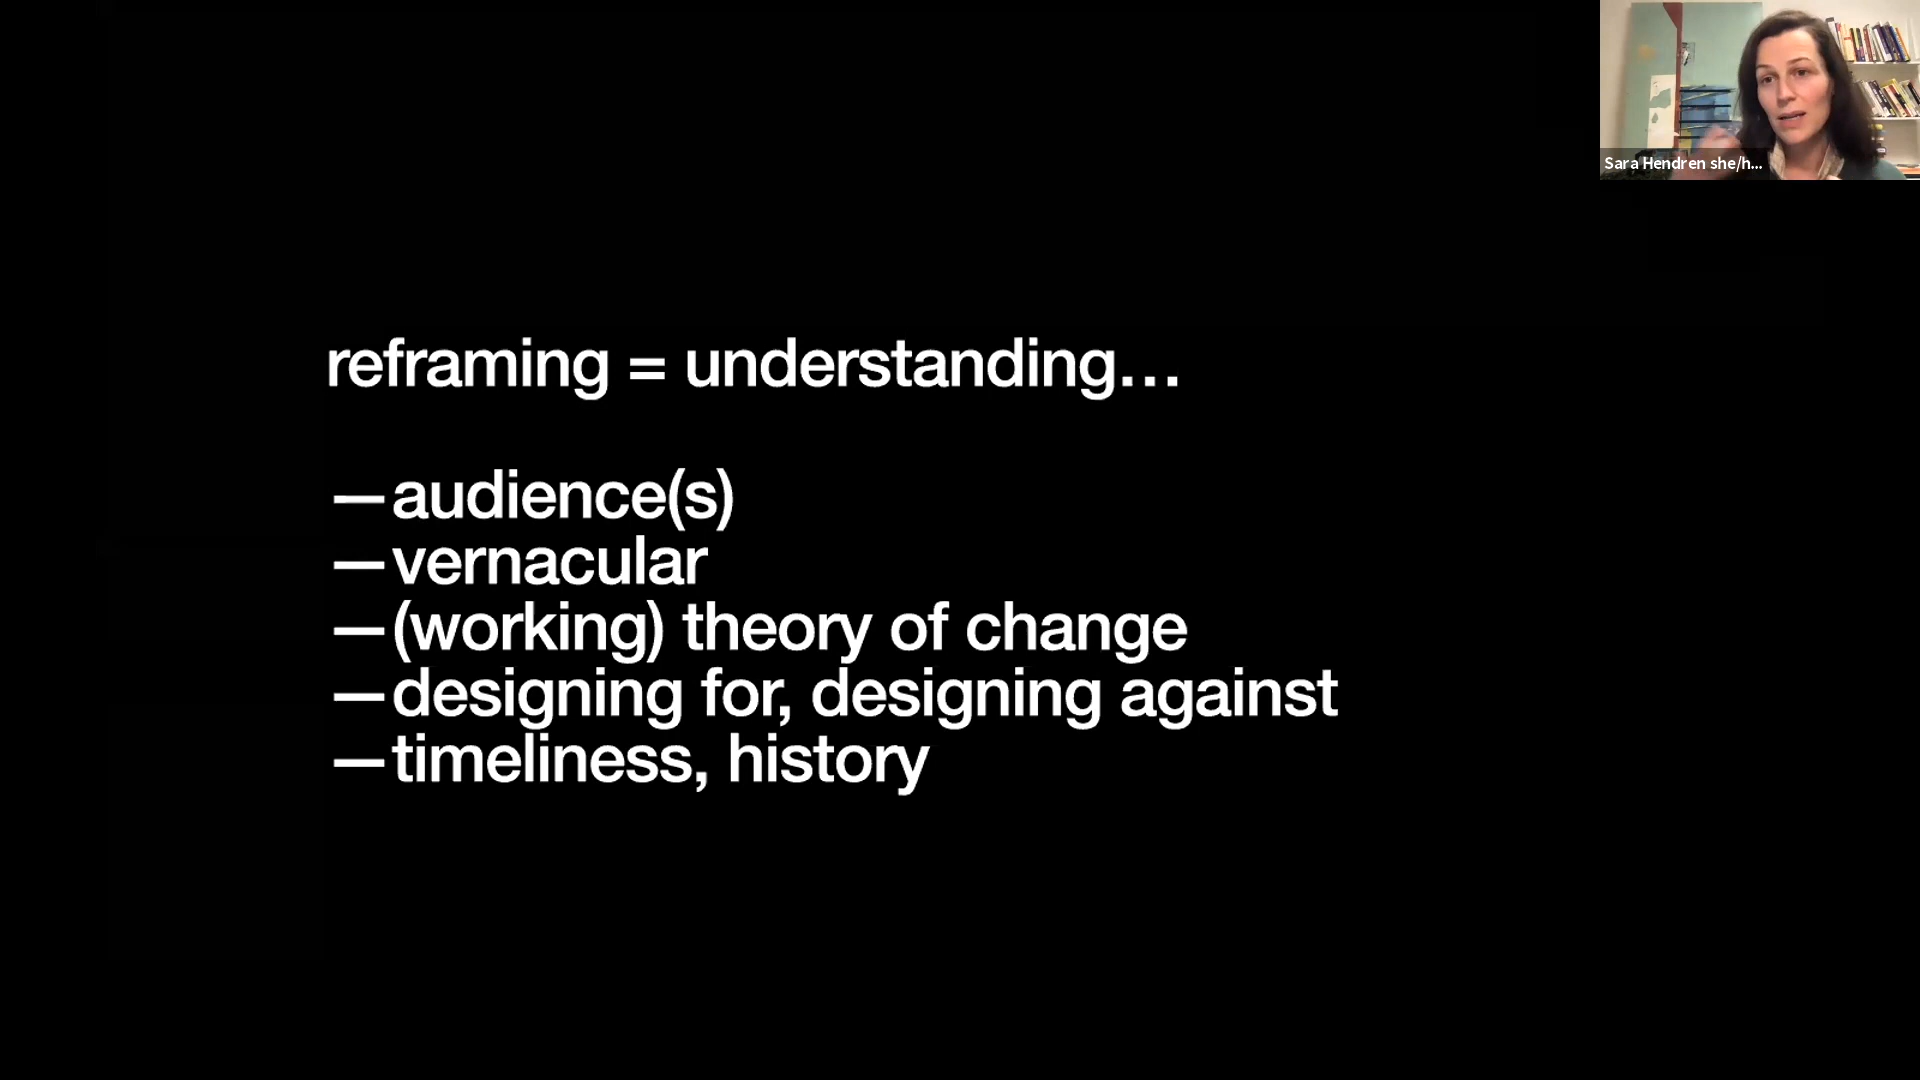 Sara Hendren she/h...
reframing = understanding…
—audience(s)
—vernacular
—(working) theory of change
—designing for, designing against
—timeliness, history